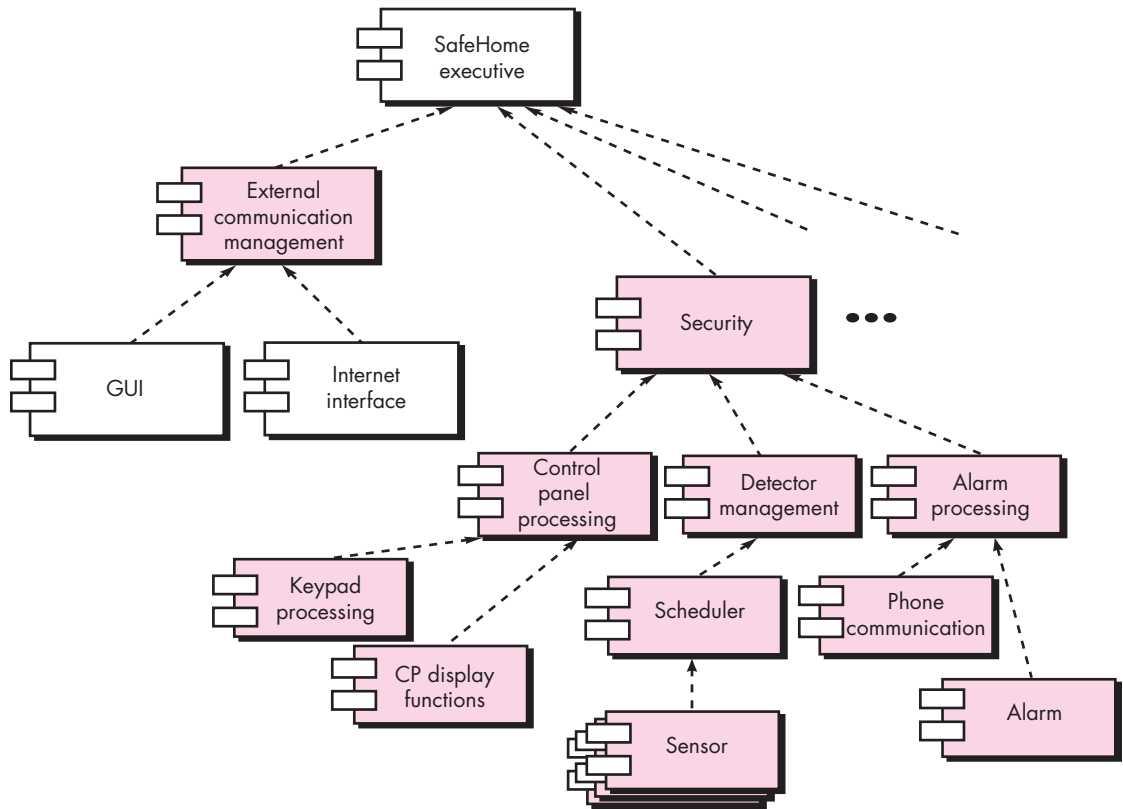 SafeHome
executive
External
communication
management
Security
GUI
Internet
interface
Control
panel
processing
Detector
management
Alarm
processing
Keypad
processing
Scheduler
Phone
communication
CP display
functions
Alarm
Sensor